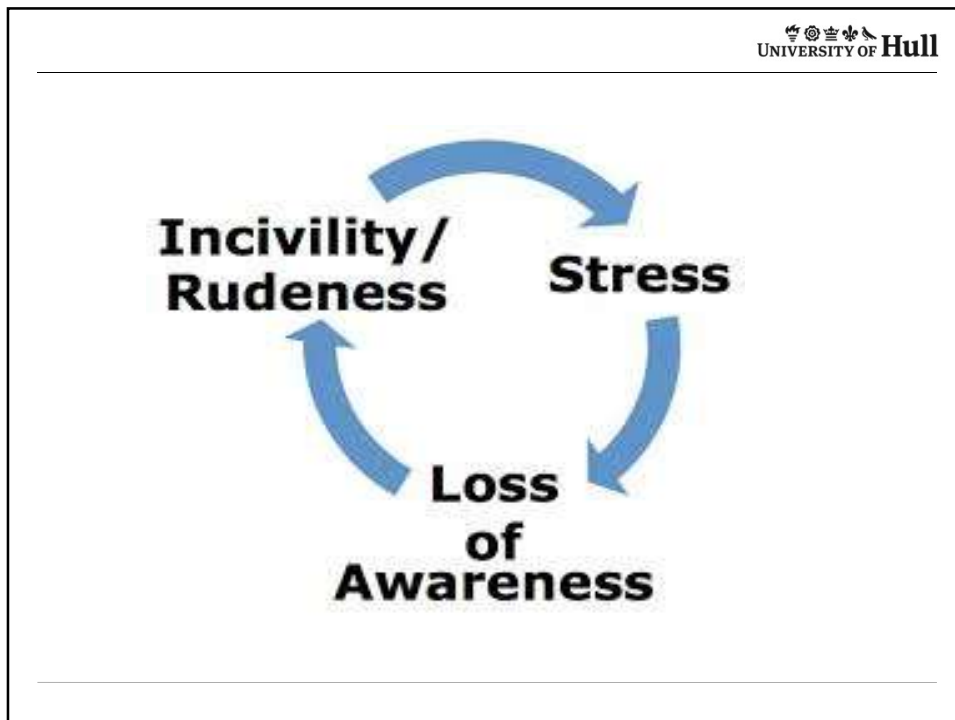 UNIVERSITY OF Hull
Incivility/
Rudeness
Stress
Loss
of
Awareness